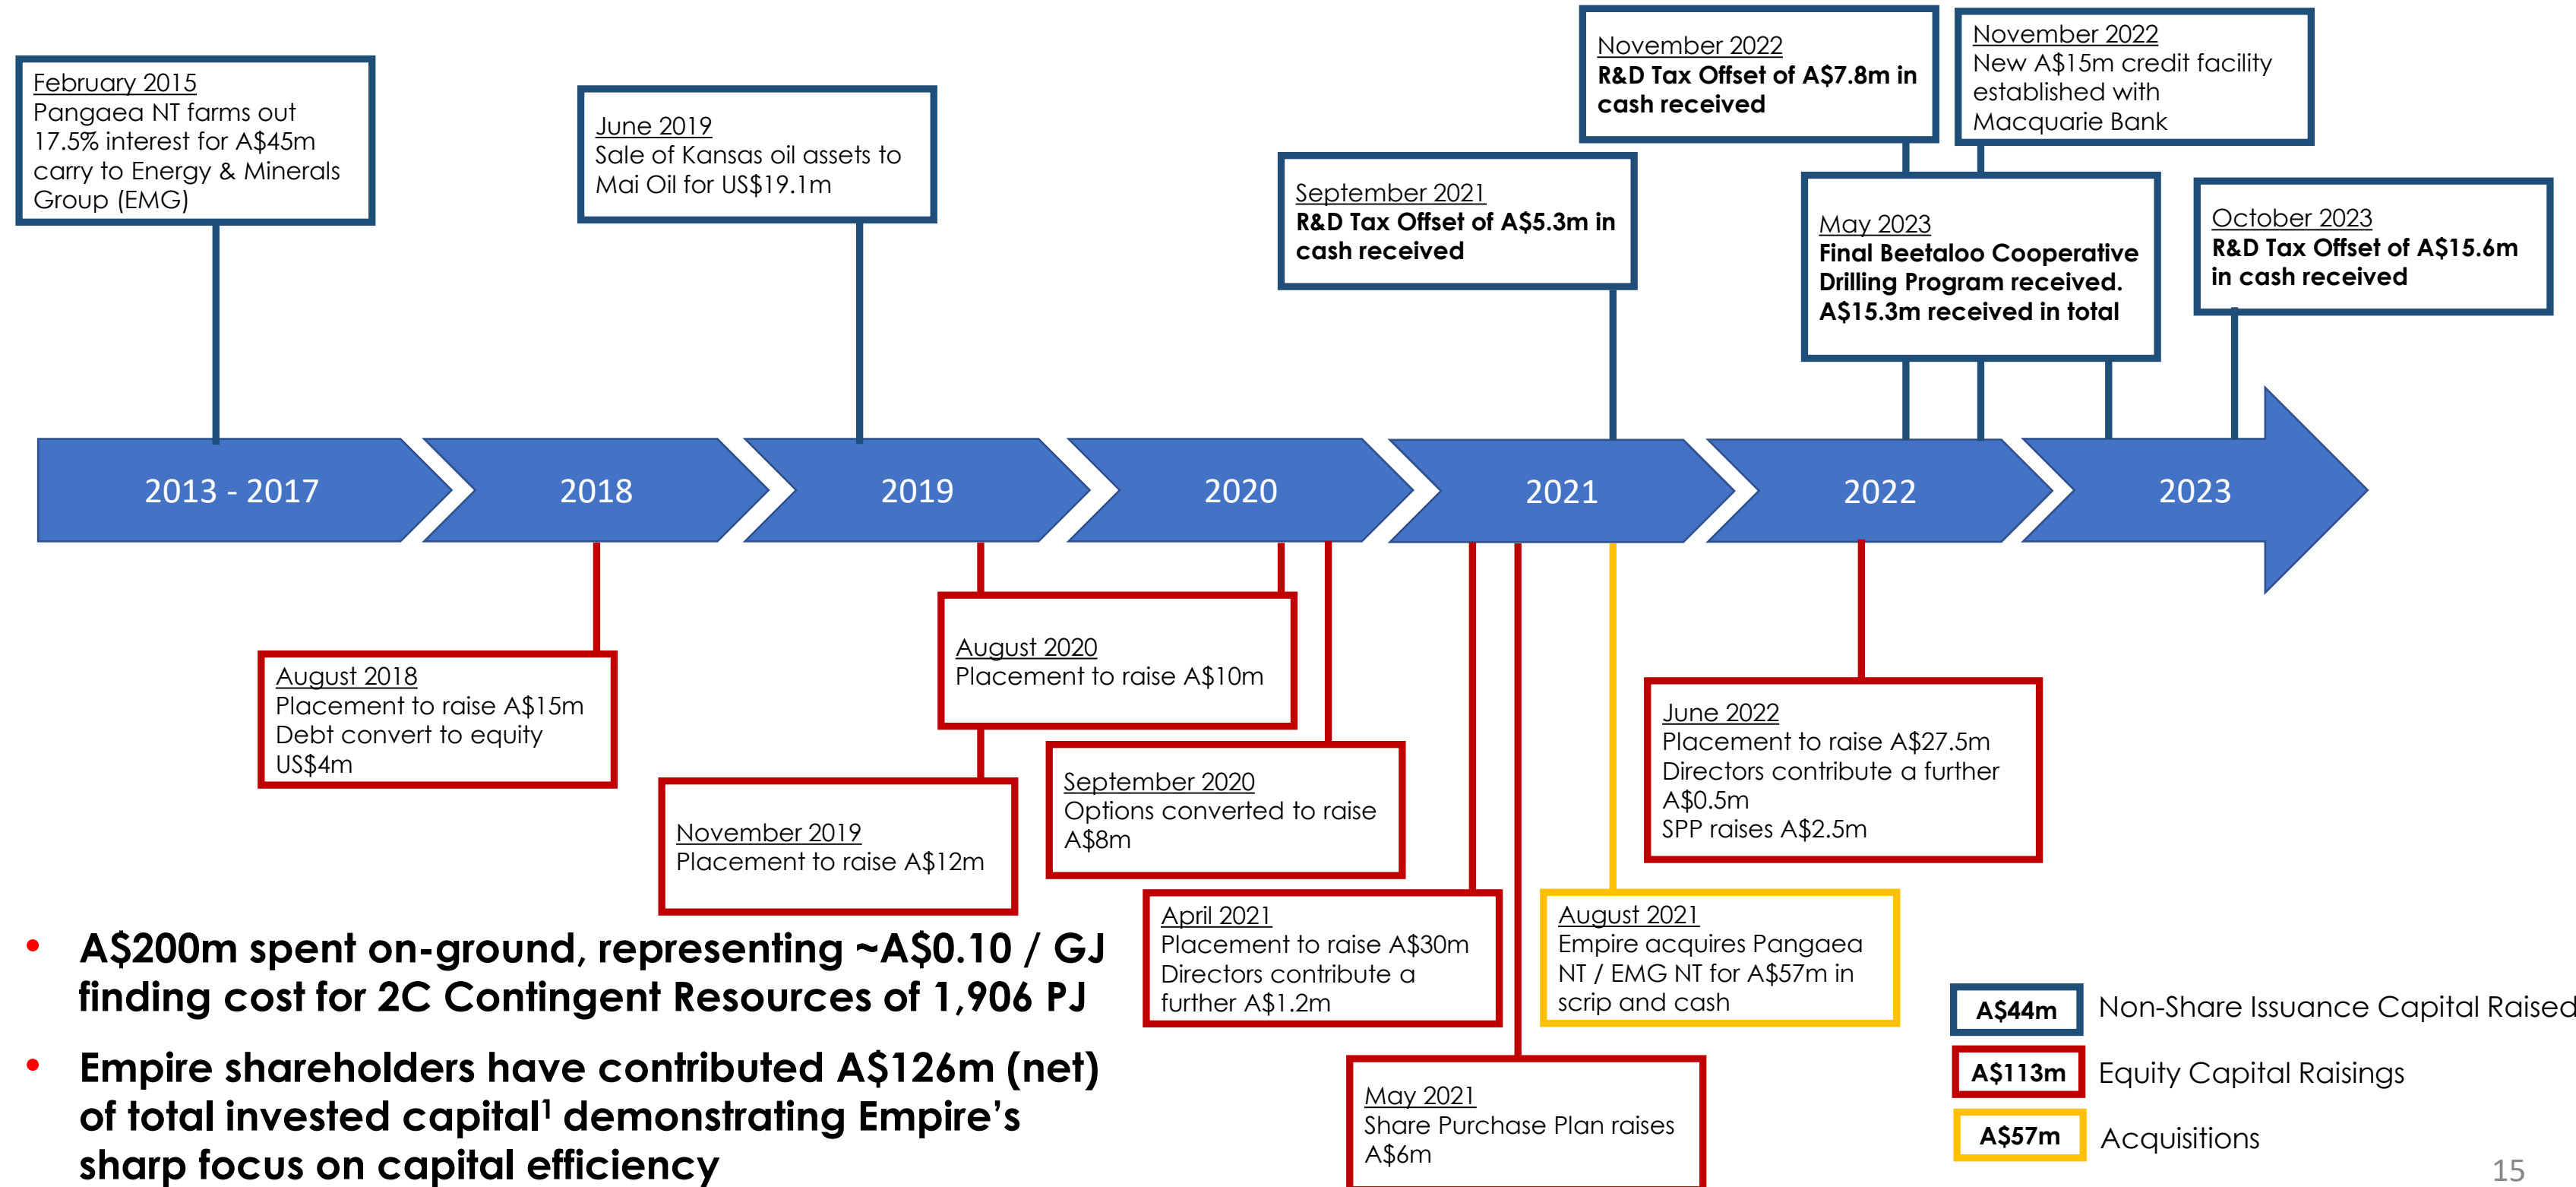 February 2015
Pangaea NT farms out
17.5% interest for A$45m
carry to Energy & Minerals
Group (EMG)
June 2019
Sale of Kansas oil assets to
Mai Oil for US$19.1m
September 2021
R&D Tax Offset of A$5.3m in
cash received
November 2022
R&D Tax Offset of A$7.8m in
cash received
November 2022
New A$15m credit facility
established with
Macquarie Bank
May 2023
Final Beetaloo Cooperative
Drilling Program received.
A$15.3m received in total
October 2023
R&D Tax Offset of A$15.6m
in cash received
2013 - 2017
2018
2019
2020
2021
2022
2023
August 2018
Placement to raise A$15m
Debt convert to equity
US$4m
November 2019
Placement to raise A$12m
August 2020
Placement to raise A$10m
September 2020
Options converted to raise
A$8m
April 2021
Placement to raise A$30m
Directors contribute a
further A$1.2m
May 2021
Share Purchase Plan raises
A$6m
August 2021
Empire acquires Pangaea
NT / EMG NT for A$57m in
scrip and cash
June 2022
Placement to raise A$27.5m
Directors contribute a further
A$0.5m
SPP raises A$2.5m
• A$200m spent on-ground, representing ~A$0.10 / GJ
finding cost for 2C Contingent Resources of 1,906 PJ
• Empire shareholders have contributed A$126m (net)
of total invested capital¹ demonstrating Empire's
sharp focus on capital efficiency
A$44m Non-Share Issuance Capital Raised
A$113m Equity Capital Raisings
A$57m Acquisitions
15